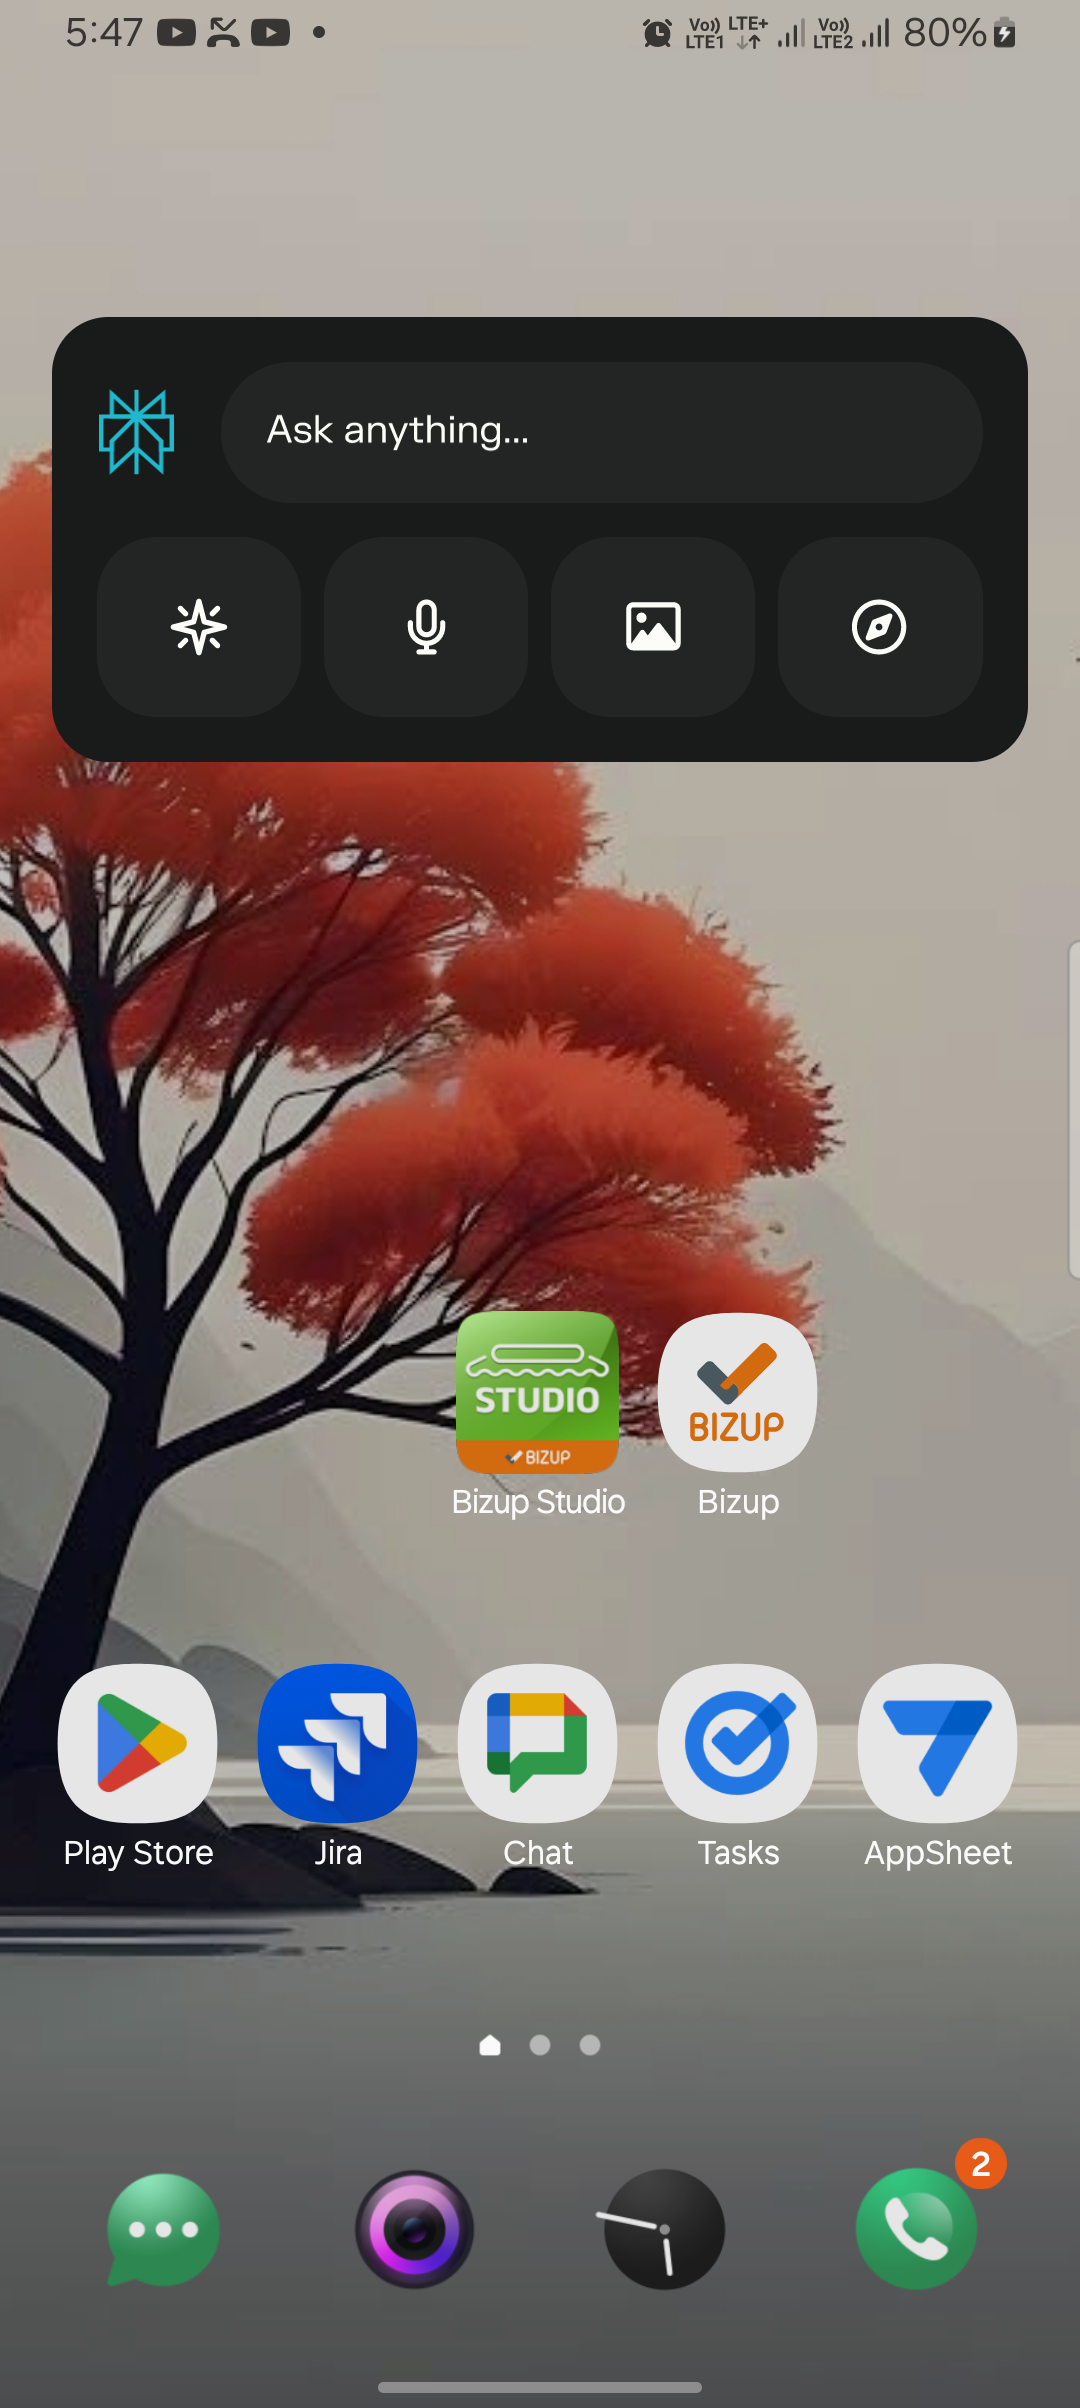 5:47
Vo)) LTE1 LTE+ Vo)) LTE2 80%
Ask anything...
STUDIO
BIZUP
BIZUP
Bizup Studio Bizup
Play Store Jira Chat Tasks AppSheet
2